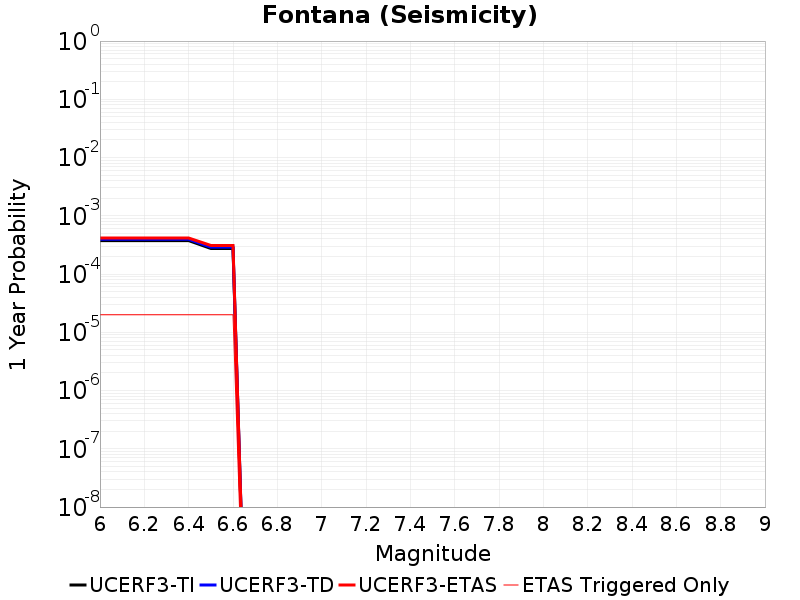 Fontana (Seismicity)
1 Year Probability
10^0
10^-1
10^-2
10^-3
10^-4
10^-5
10^-6
10^-7
10^-8
6 6.2 6.4 6.6 6.8 7 7.2 7.4 7.6 7.8 8 8.2 8.4 8.6 8.8 9
Magnitude
UCERF3-TI UCERF3-TD UCERF3-ETAS ETAS Triggered Only